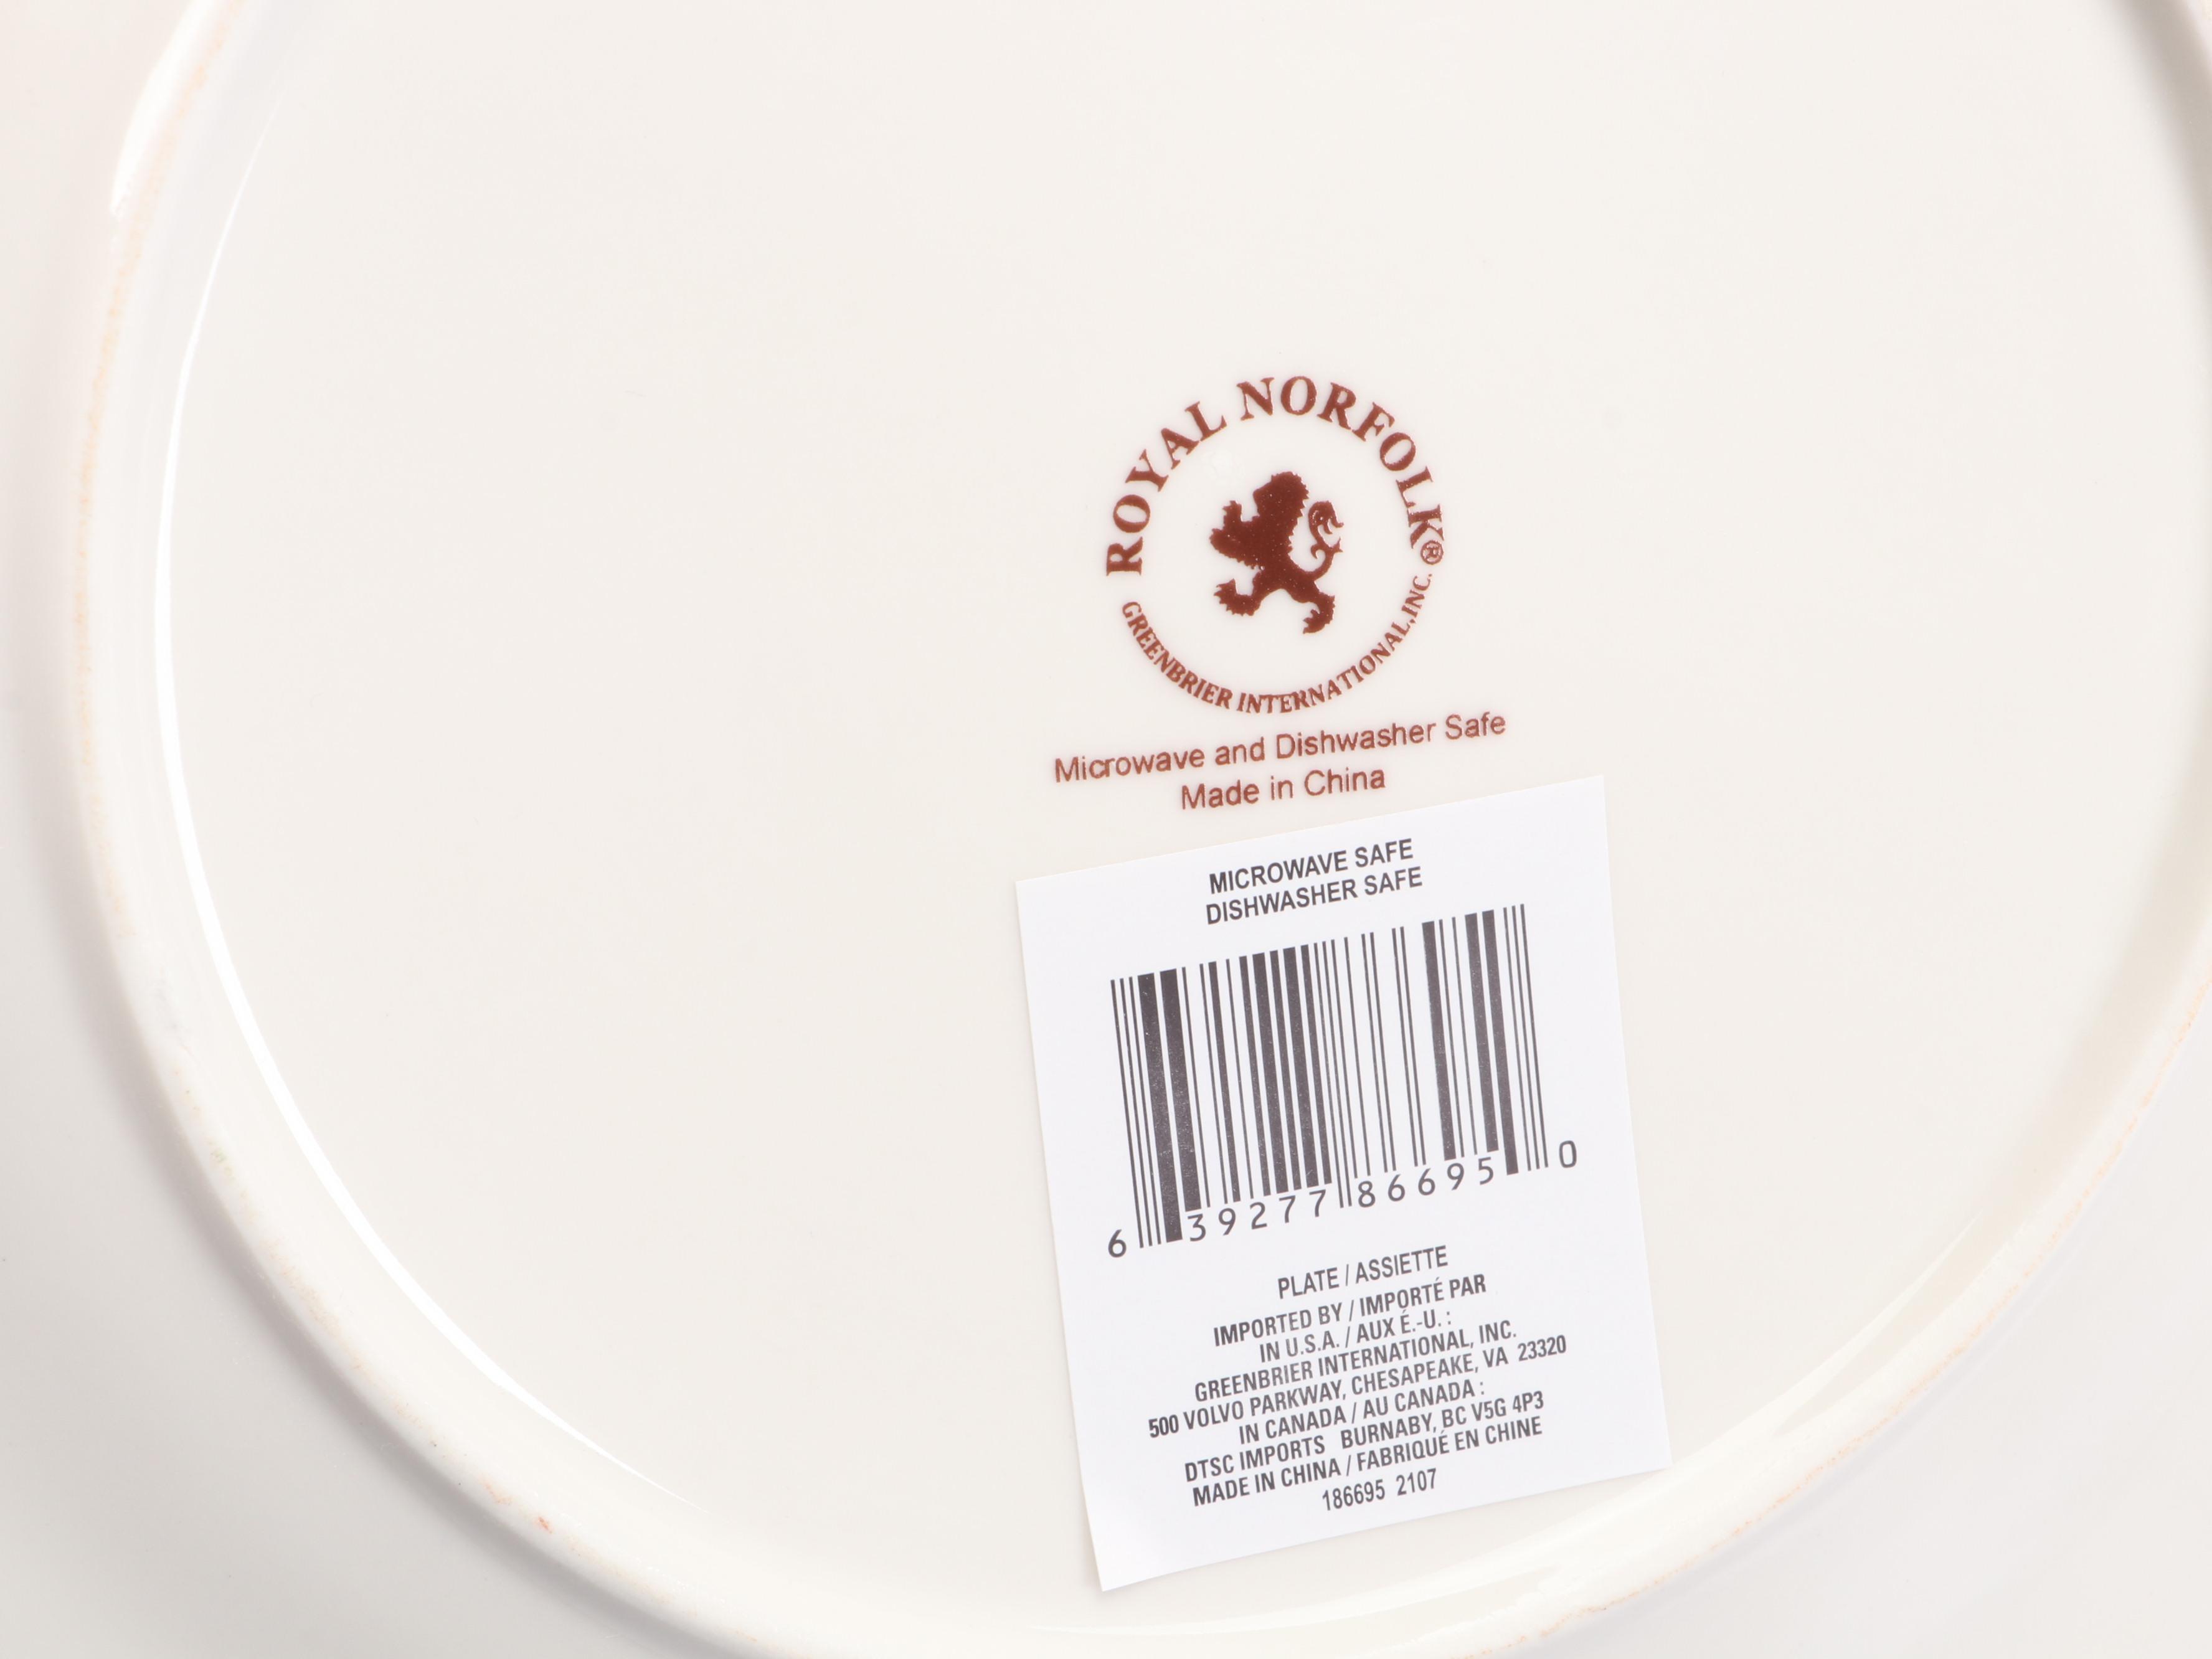 ROYAL NORFOLK®
GREENBRIER INTERNATIONAL,INC.
Microwave and Dishwasher Safe
Made in China
MICROWAVE SAFE
DISHWASHER SAFE
6 39277 86695 0
PLATE / ASSIETTE
IMPORTED BY / IMPORTÉ PAR
IN U.S.A. / AUX É.-U. :
GREENBRIER INTERNATIONAL, INC.
500 VOLVO PARKWAY, CHESAPEAKE, VA 23320
IN CANADA / AU CANADA :
DTSC IMPORTS BURNABY, BC V5G 4P3
MADE IN CHINA / FABRIQUÉ EN CHINE
186695 2107